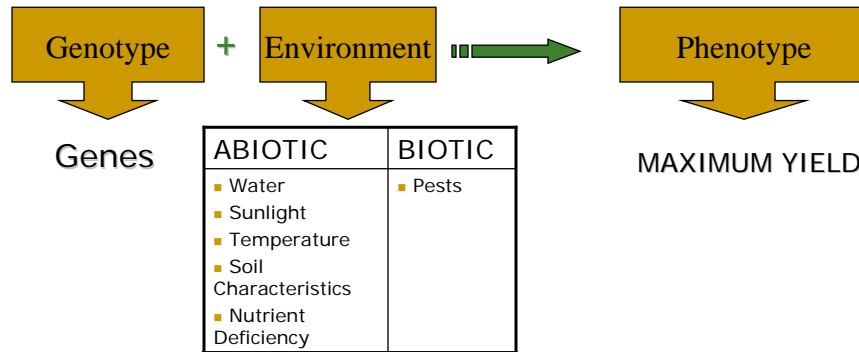 Genotype + Environment Phenotype
Genes
ABIOTIC BIOTIC
MAXIMUM YIELD
▪ Water ▪ Pests
▪ Sunlight
▪ Temperature
▪ Soil
Characteristics
▪ Nutrient
Deficiency